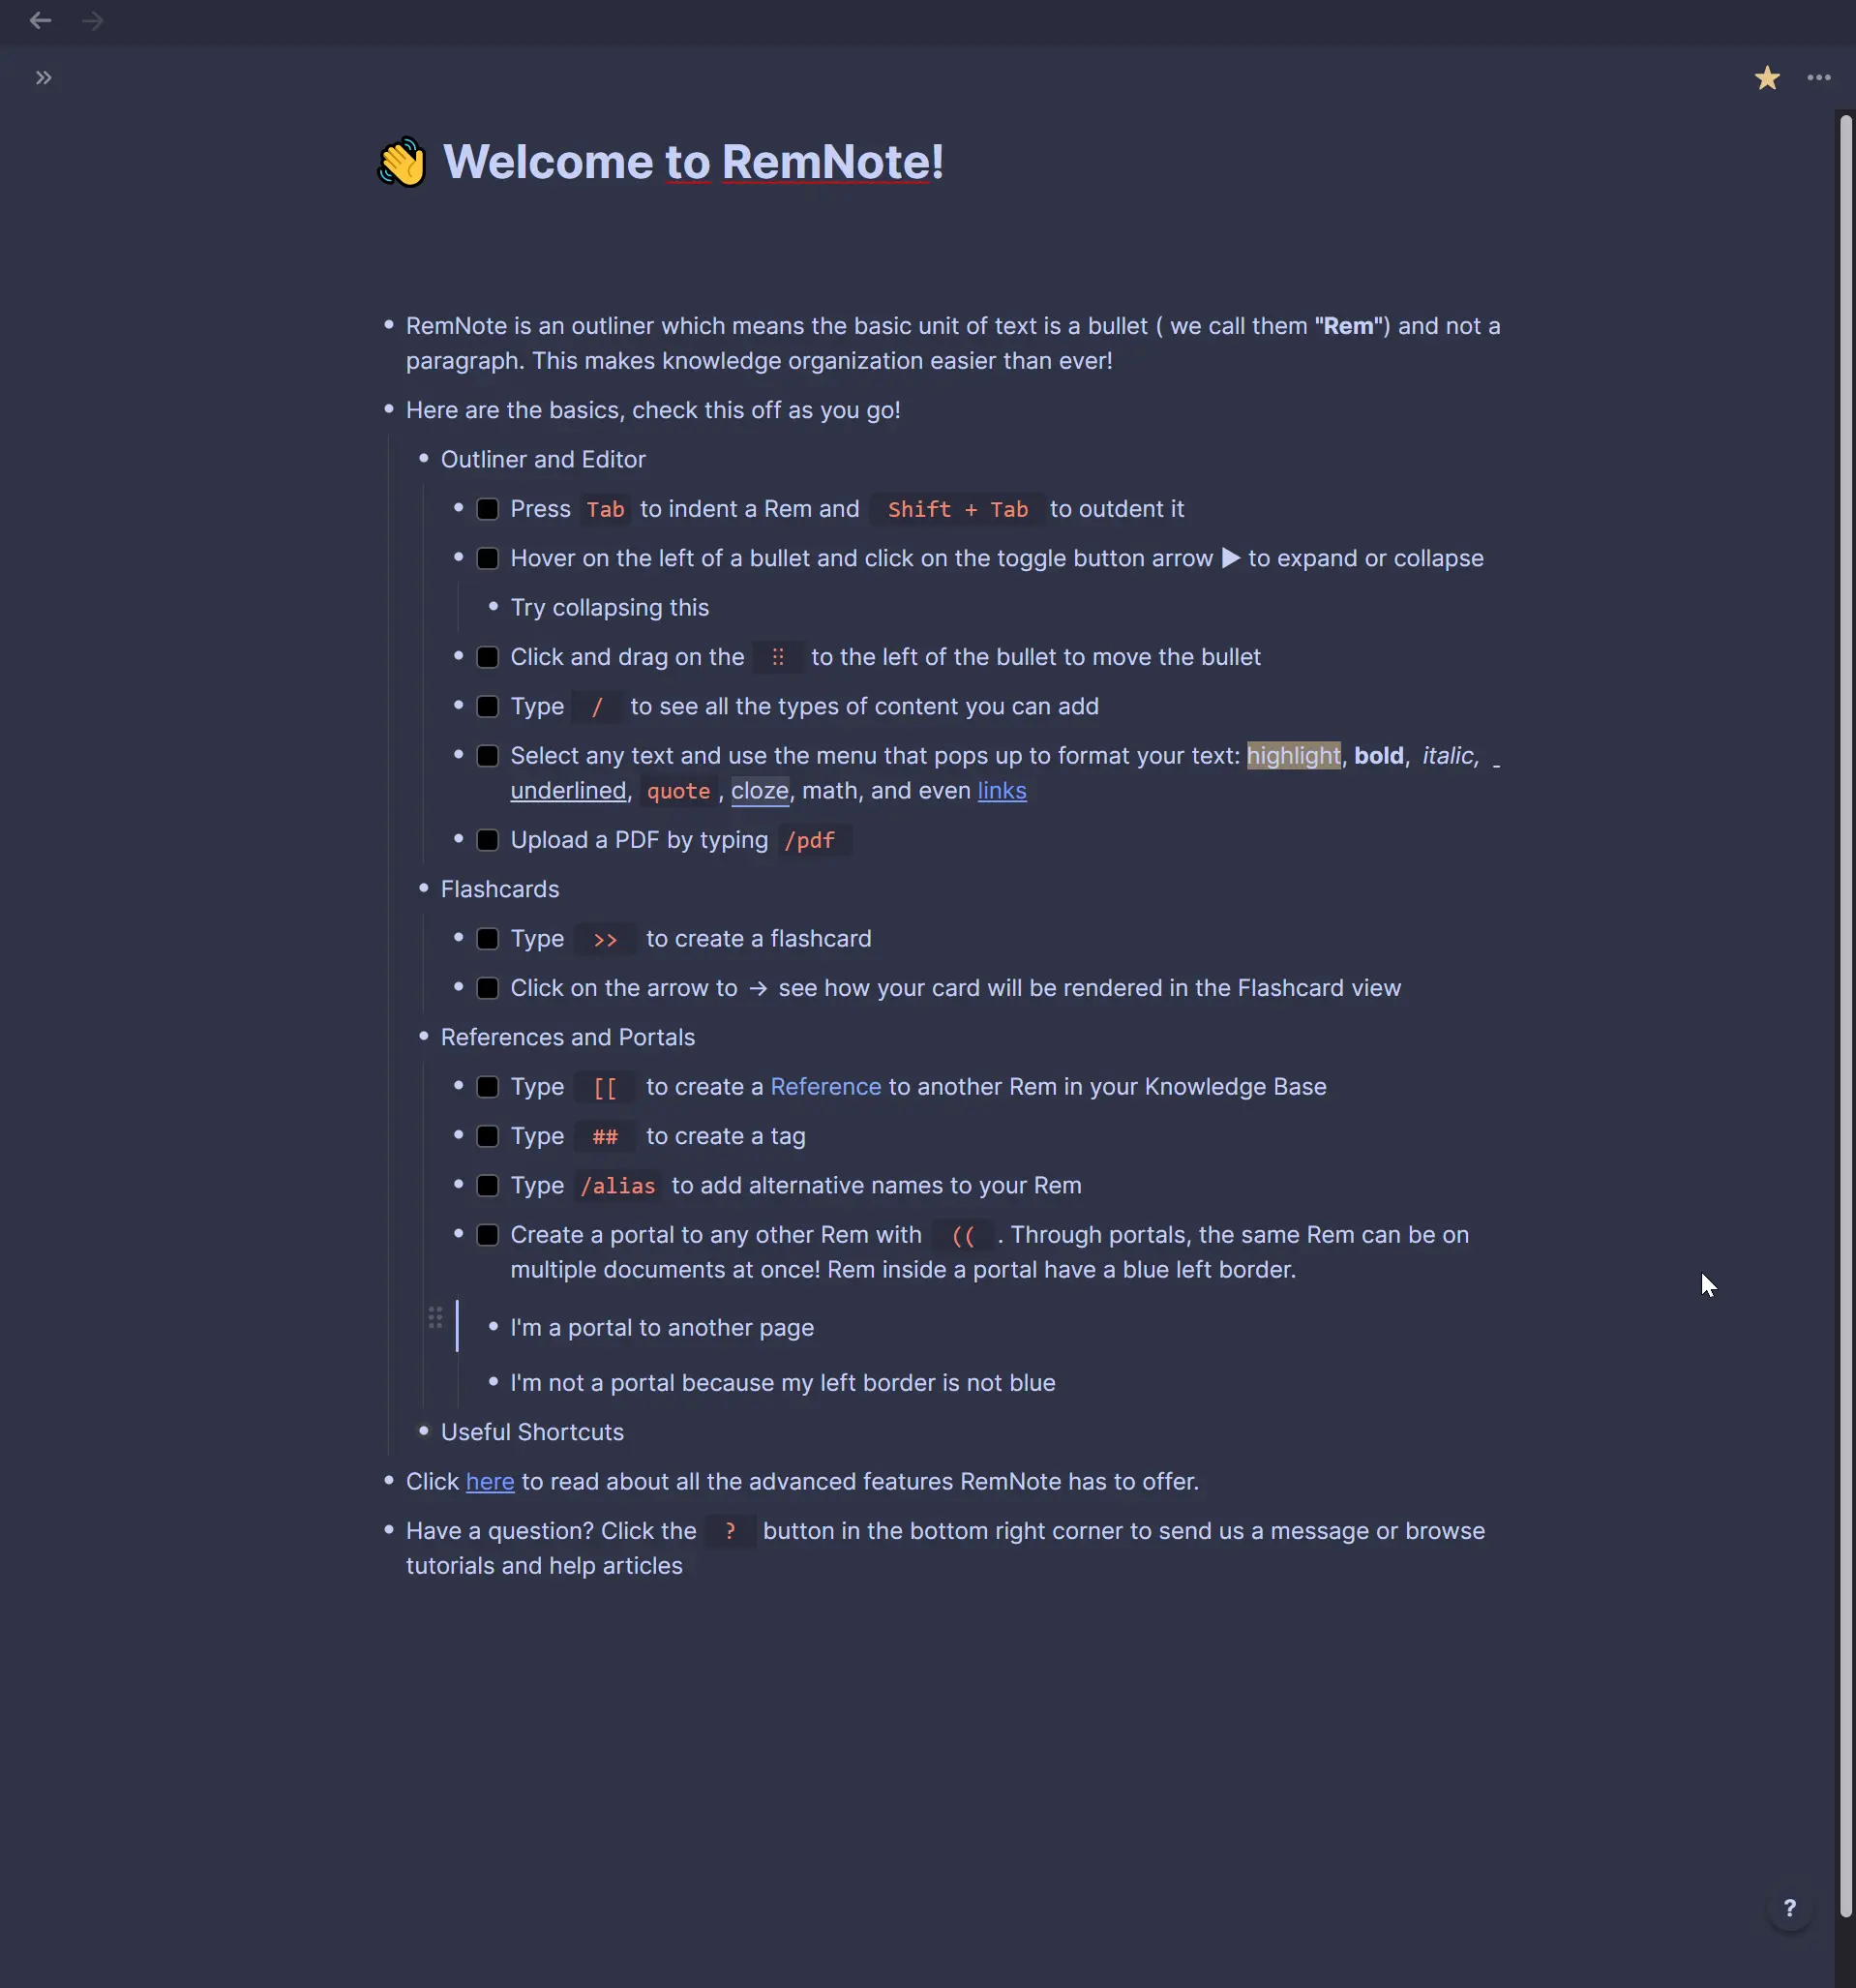 👋 Welcome to RemNote!
RemNote is an outliner which means the basic unit of text is a bullet ( we call them "Rem") and not a
paragraph. This makes knowledge organization easier than ever!
Here are the basics, check this off as you go!
Outliner and Editor
Press Tab to indent a Rem and Shift + Tab to outdent it
Hover on the left of a bullet and click on the toggle button arrow ▶ to expand or collapse
Try collapsing this
Click and drag on the ⠿ to the left of the bullet to move the bullet
Type / to see all the types of content you can add
Select any text and use the menu that pops up to format your text: highlight, bold, italic,
underlined, quote, cloze, math, and even links
Upload a PDF by typing /pdf
Flashcards
Type >> to create a flashcard
Click on the arrow to → see how your card will be rendered in the Flashcard view
References and Portals
Type [[ to create a Reference to another Rem in your Knowledge Base
Type ## to create a tag
Type /alias to add alternative names to your Rem
Create a portal to any other Rem with ((. Through portals, the same Rem can be on
multiple documents at once! Rem inside a portal have a blue left border.
I'm a portal to another page
I'm not a portal because my left border is not blue
Useful Shortcuts
Click here to read about all the advanced features RemNote has to offer.
Have a question? Click the ? button in the bottom right corner to send us a message or browse
tutorials and help articles
?